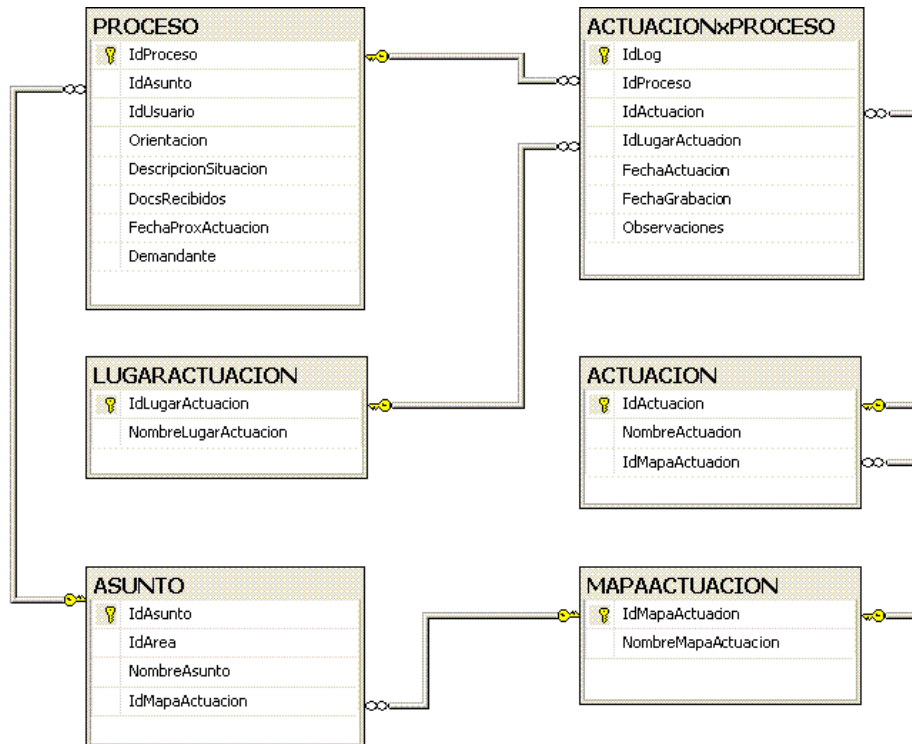 PROCESO
IdProceso
IdAsunto
IdUsuario
Orientacion
DescripcionSituacion
DocsRecibidos
FechaProxActuacion
Demandante
ACTUACIONxPROCESO
IdLog
IdProceso
IdActuacion
IdLugarActuacion
FechaActuacion
FechaGrabacion
Observaciones
LUGARACTUACION
IdLugarActuacion
NombreLugarActuacion
ACTUACION
IdActuacion
NombreActuacion
IdMapaActuacion
ASUNTO
IdAsunto
IdArea
NombreAsunto
IdMapaActuacion
MAPAACTUACION
IdMapaActuacion
NombreMapaActuacion